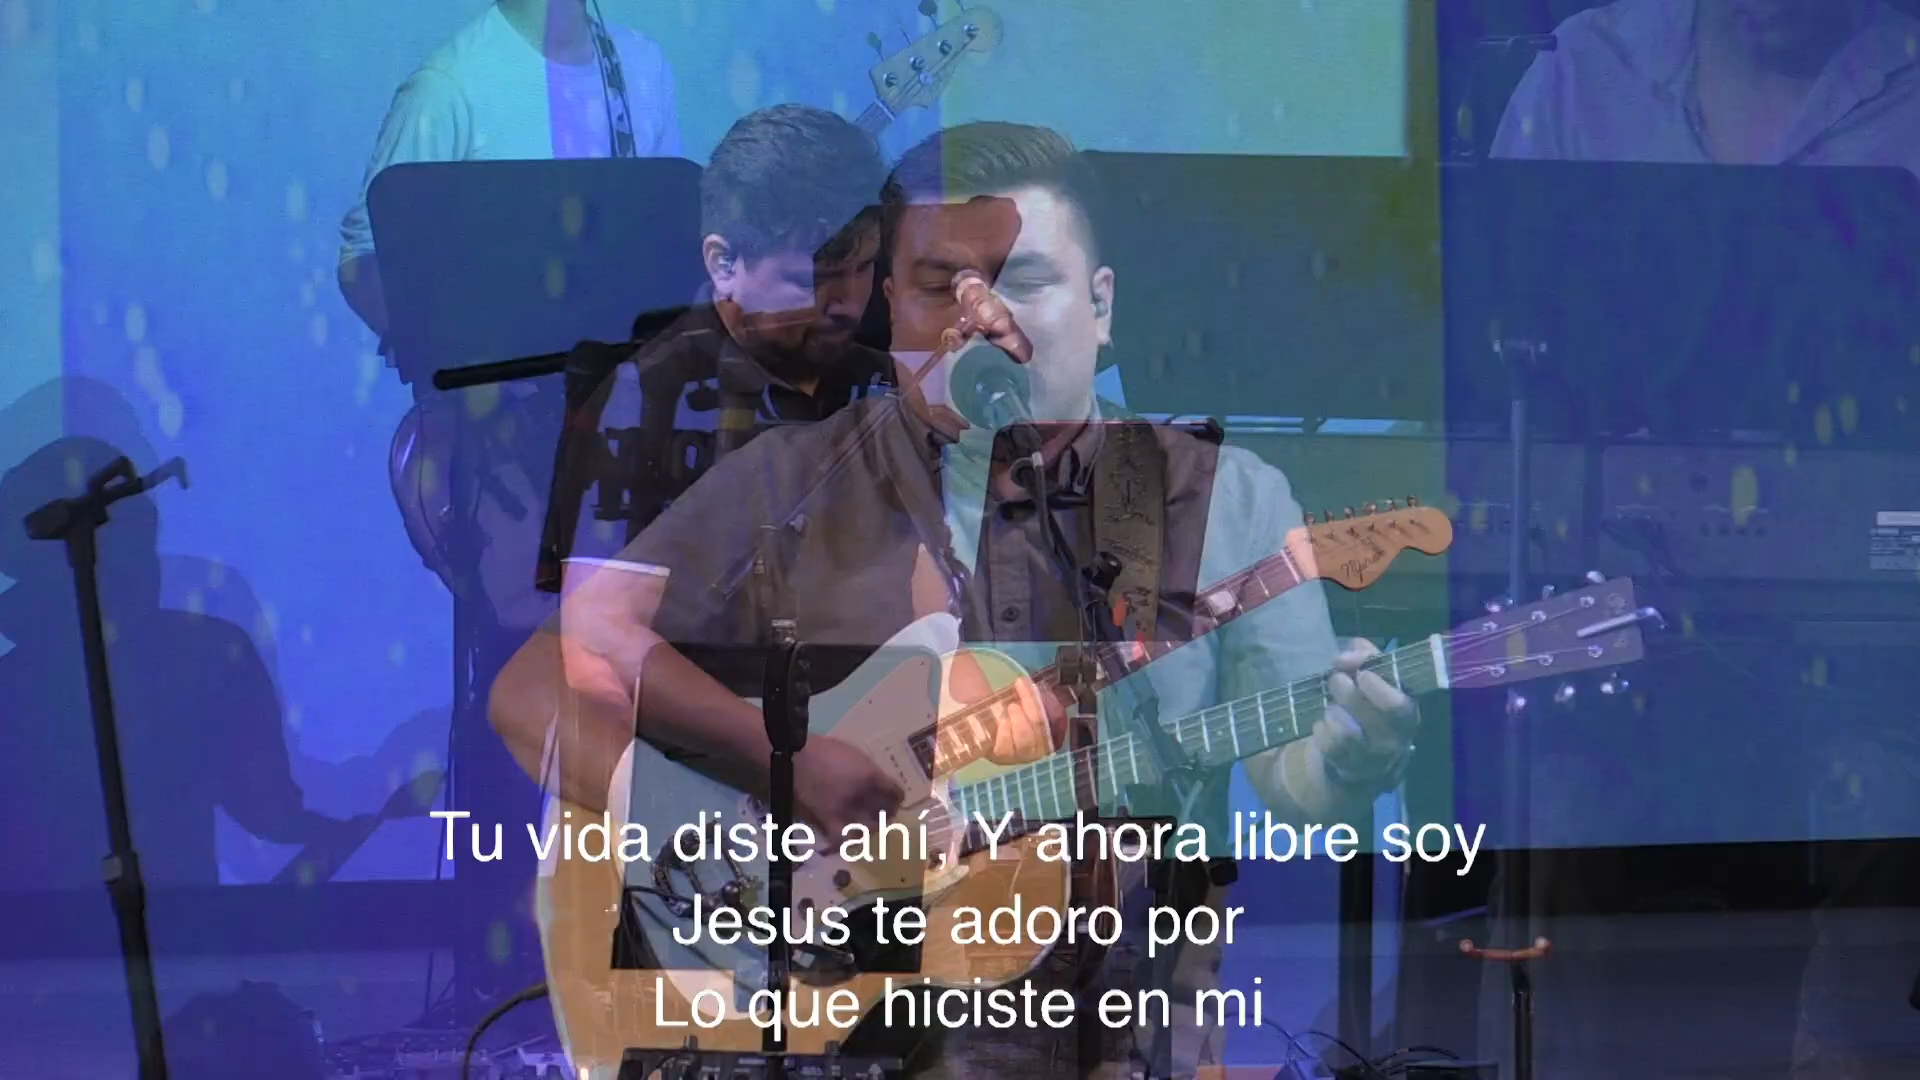 Tu vida diste ahí, Y ahora libre soy
Jesus te adoro por
Lo que hiciste en mi